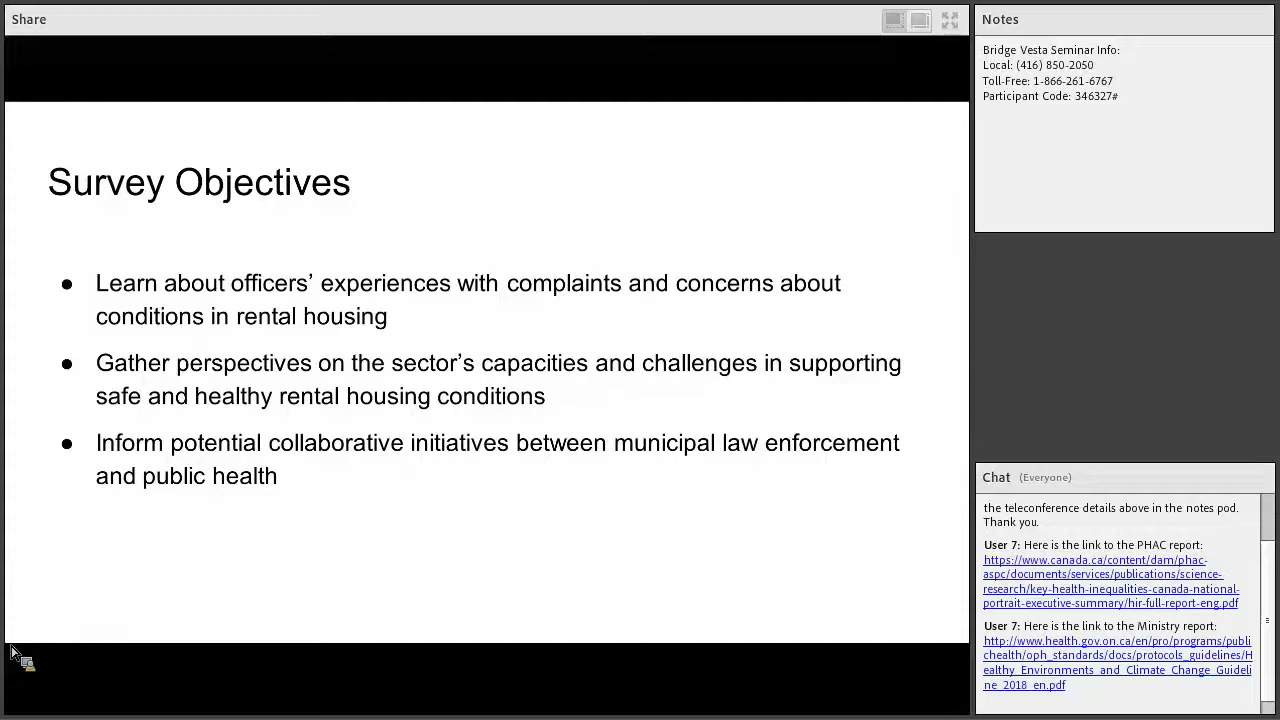 Share
Survey Objectives
● Learn about officers’ experiences with complaints and concerns about
conditions in rental housing
● Gather perspectives on the sector’s capacities and challenges in supporting
safe and healthy rental housing conditions
● Inform potential collaborative initiatives between municipal law enforcement
and public health
Notes
Bridge Vesta Seminar Info:
Local: (416) 850-2050
Toll-Free: 1-866-261-6767
Participant Code: 346327#
Chat (Everyone)
the teleconference details above in the notes pod.
Thank you.
User 7: Here is the link to the PHAC report:
https://www.canada.ca/content/dam/phac-
aspc/documents/services/publications/science-
research/key-health-inequalities-canada-national-
portrait-executive-summary/hir-full-report-eng.pdf
User 7: Here is the link to the Ministry report:
http://www.health.gov.on.ca/en/pro/programs/publi
chealth/oph_standards/docs/protocols_guidelines/H
ealthy_Environments_and_Climate_Change_Guideli
ne_2018_en.pdf